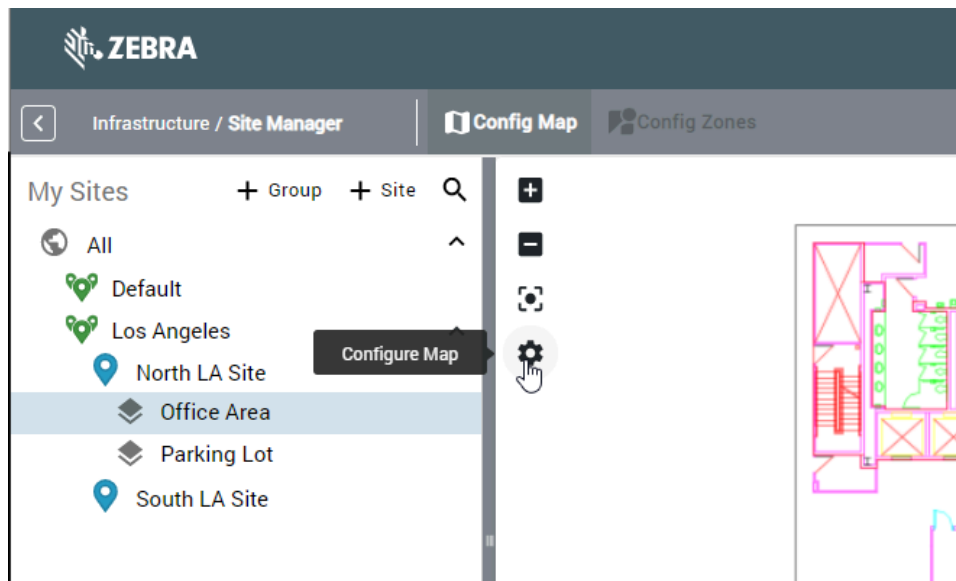 ZEBRA
Infrastructure / Site Manager
Config Map
Config Zones
My Sites
+ Group
+ Site
All
Default
Los Angeles
Configure Map
North LA Site
Office Area
Parking Lot
South LA Site